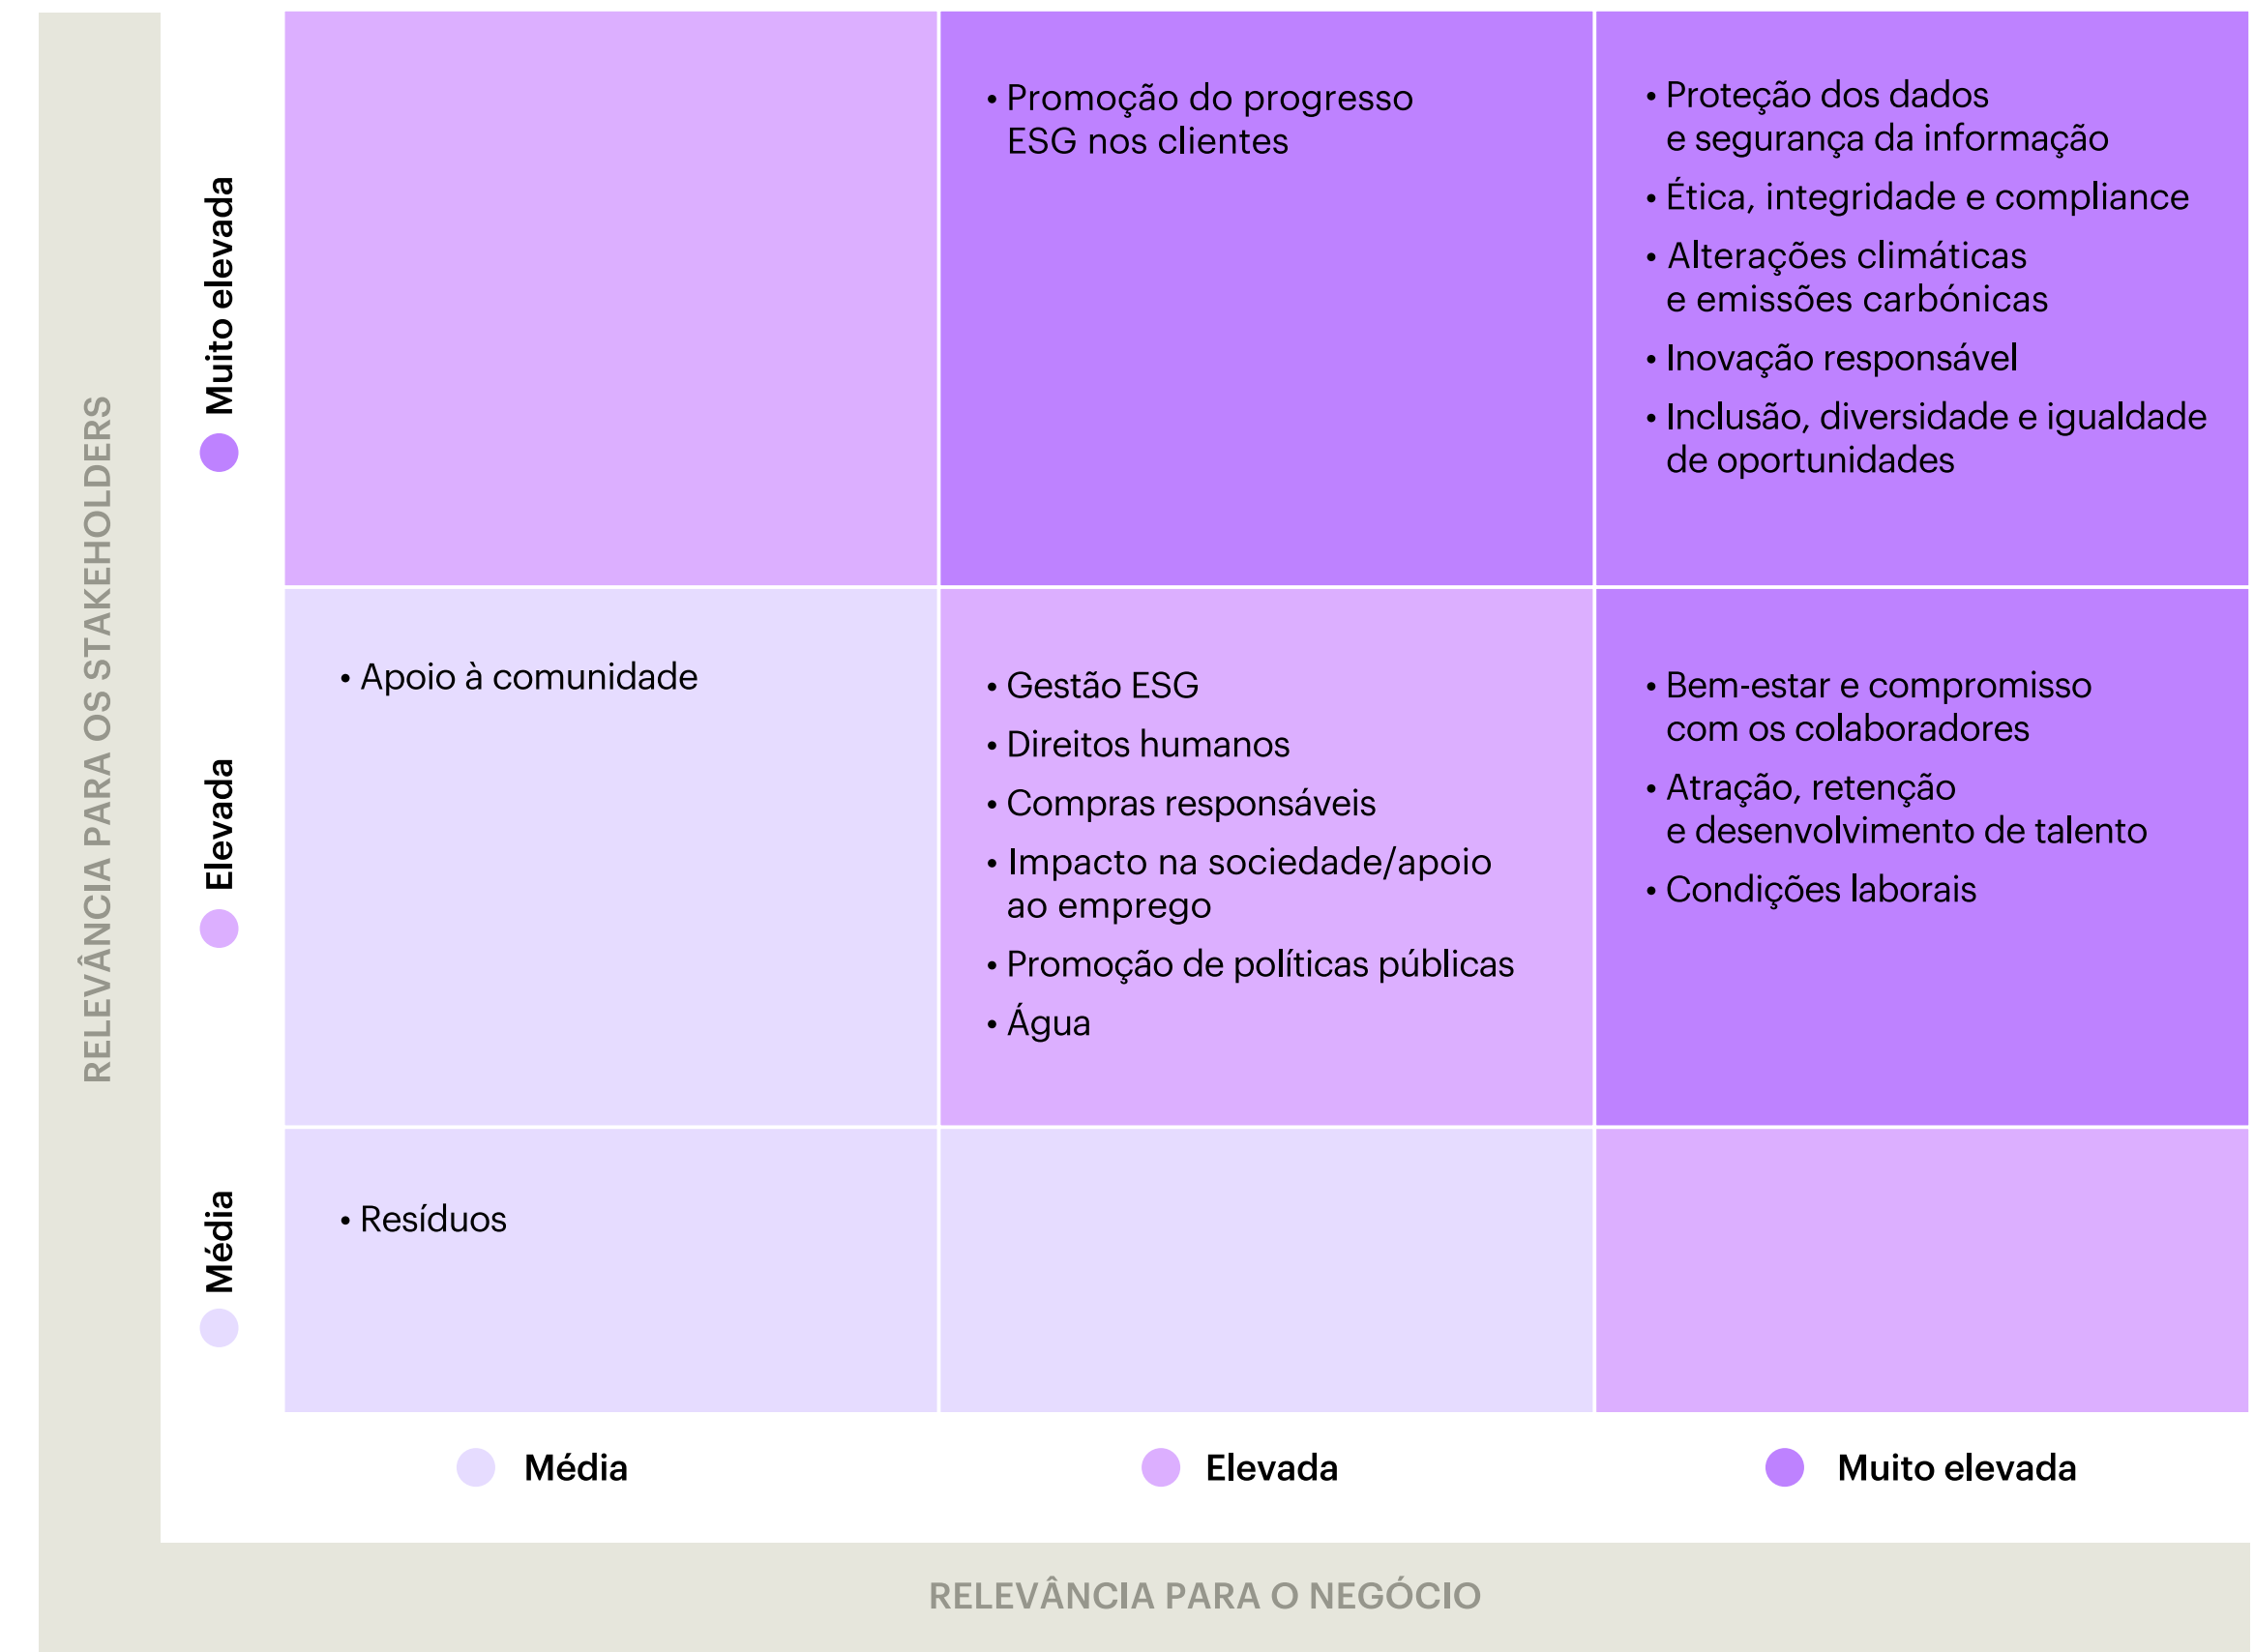 RELEVÂNCIA PARA OS STAKEHOLDERS
Muito elevada
• Promoção do progresso
ESG nos clientes
• Proteção dos dados
e segurança da informação
• Ética, integridade e compliance
• Alterações climáticas
e emissões carbónicas
• Inovação responsável
• Inclusão, diversidade e igualdade
de oportunidades
Elevada
• Apoio à comunidade
• Gestão ESG
• Direitos humanos
• Compras responsáveis
• Impacto na sociedade/apoio
ao emprego
• Promoção de políticas públicas
• Água
• Bem-estar e compromisso
com os colaboradores
• Atração, retenção
e desenvolvimento de talento
• Condições laborais
Média
• Resíduos
Média
Elevada
Muito elevada
RELEVÂNCIA PARA O NEGÓCIO